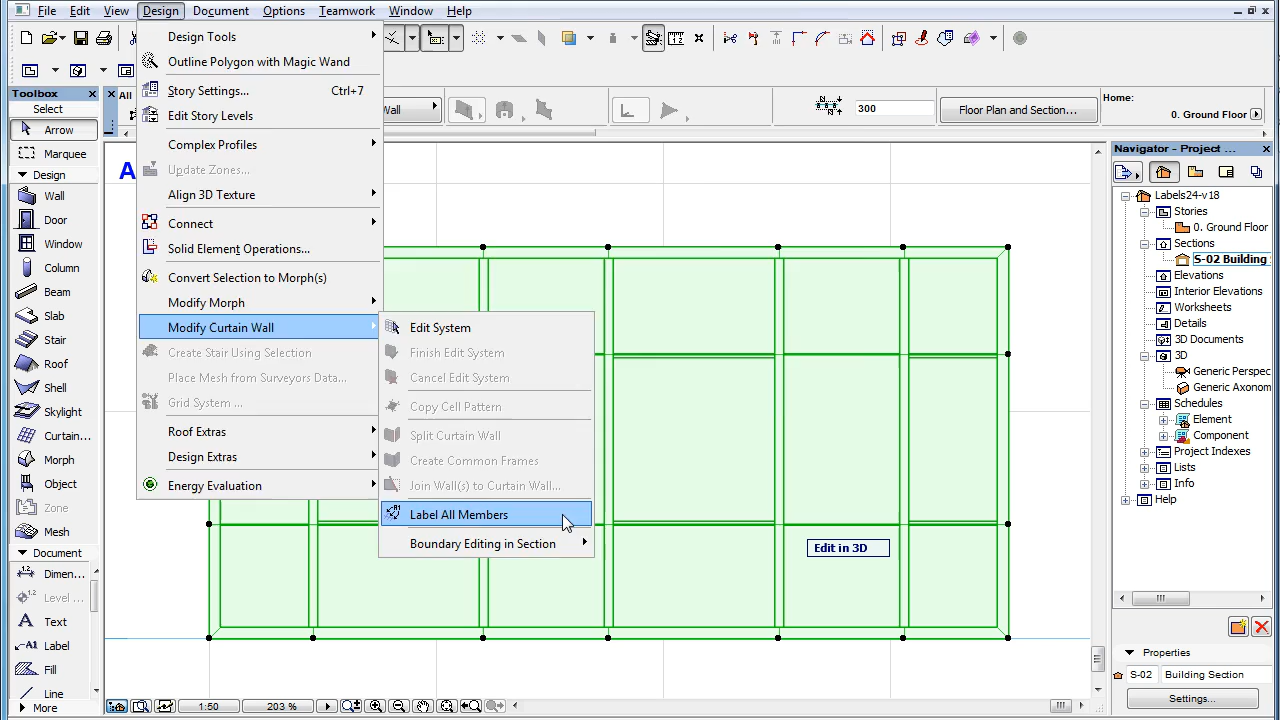 File Edit View Design Document Options Teamwork Window Help
Design Tools
Outline Polygon with Magic Wand
Story Settings... Ctrl+7
Edit Story Levels
Complex Profiles
Update Zones...
Align 3D Texture
Connect
Solid Element Operations...
Convert Selection to Morph(s)
Modify Morph
Modify Curtain Wall
Create Stair Using Selection
Place Mesh from Surveyors Data...
Grid System ...
Roof Extras
Design Extras
Energy Evaluation
Edit System
Finish Edit System
Cancel Edit System
Copy Cell Pattern
Split Curtain Wall
Create Common Frames
Join Wall(s) to Curtain Wall...
Label All Members
Boundary Editing in Section
Toolbox
Select
Arrow
Marquee
Design
Wall
Door
Window
Column
Beam
Slab
Stair
Roof
Shell
Skylight
Curtain...
Morph
Object
Zone
Mesh
Document
Dimen...
Level ...
Text
Label
Fill
Line
More
All
Wall
300
Floor Plan and Section...
Home:
0. Ground Floor
A
Edit in 3D
1:50
203 %
Navigator - Project ...
Labels24-v18
Stories
0. Ground Floor
Sections
S-02 Building
Elevations
Interior Elevations
Worksheets
Details
3D Documents
3D
Generic Perspec
Generic Axonom
Schedules
Element
Component
Project Indexes
Lists
Info
Help
Properties
S-02 Building Section
Settings...